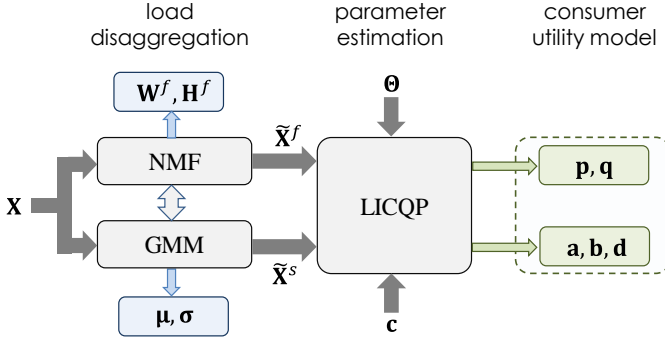 load disaggregation
parameter estimation
consumer utility model
W^f, H^f
Θ
X̃^f
NMF
p, q
X
LICQP
GMM
a, b, d
X̃^s
μ, σ
c